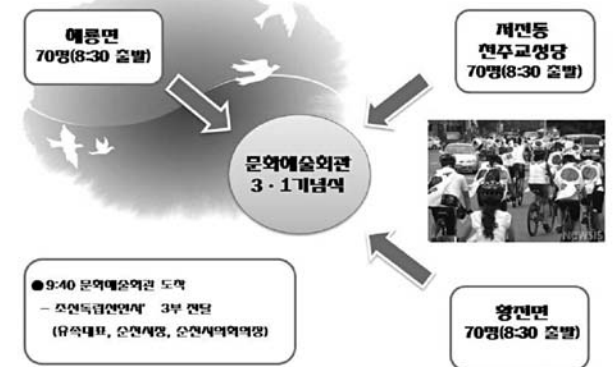 해룡면
70명(8:30 출발)
저전동
천주교성당
70명(8:30 출발)
문화예술회관
3·1기념식
NEWSIS
●9:40 문화예술회관 도착
– 조선독립선언서' 3부 전달
(유족대표, 순천시장, 순천시의회의장)
황전면
70명(8:30 출발)